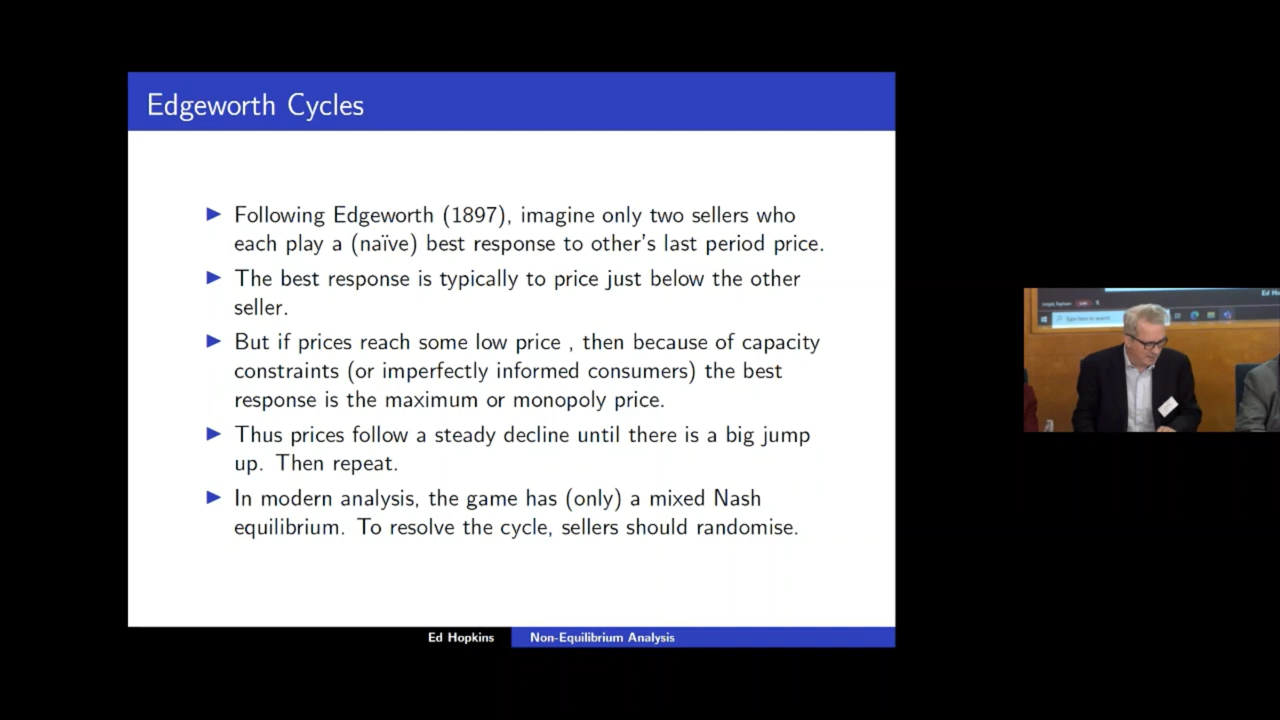 Edgeworth Cycles
Following Edgeworth (1897), imagine only two sellers who
each play a (naïve) best response to other's last period price.
The best response is typically to price just below the other
seller.
But if prices reach some low price , then because of capacity
constraints (or imperfectly informed consumers) the best
response is the maximum or monopoly price.
Thus prices follow a steady decline until there is a big jump
up. Then repeat.
In modern analysis, the game has (only) a mixed Nash
equilibrium. To resolve the cycle, sellers should randomise.
Ed Hopkins
Non-Equilibrium Analysis
Type here to search